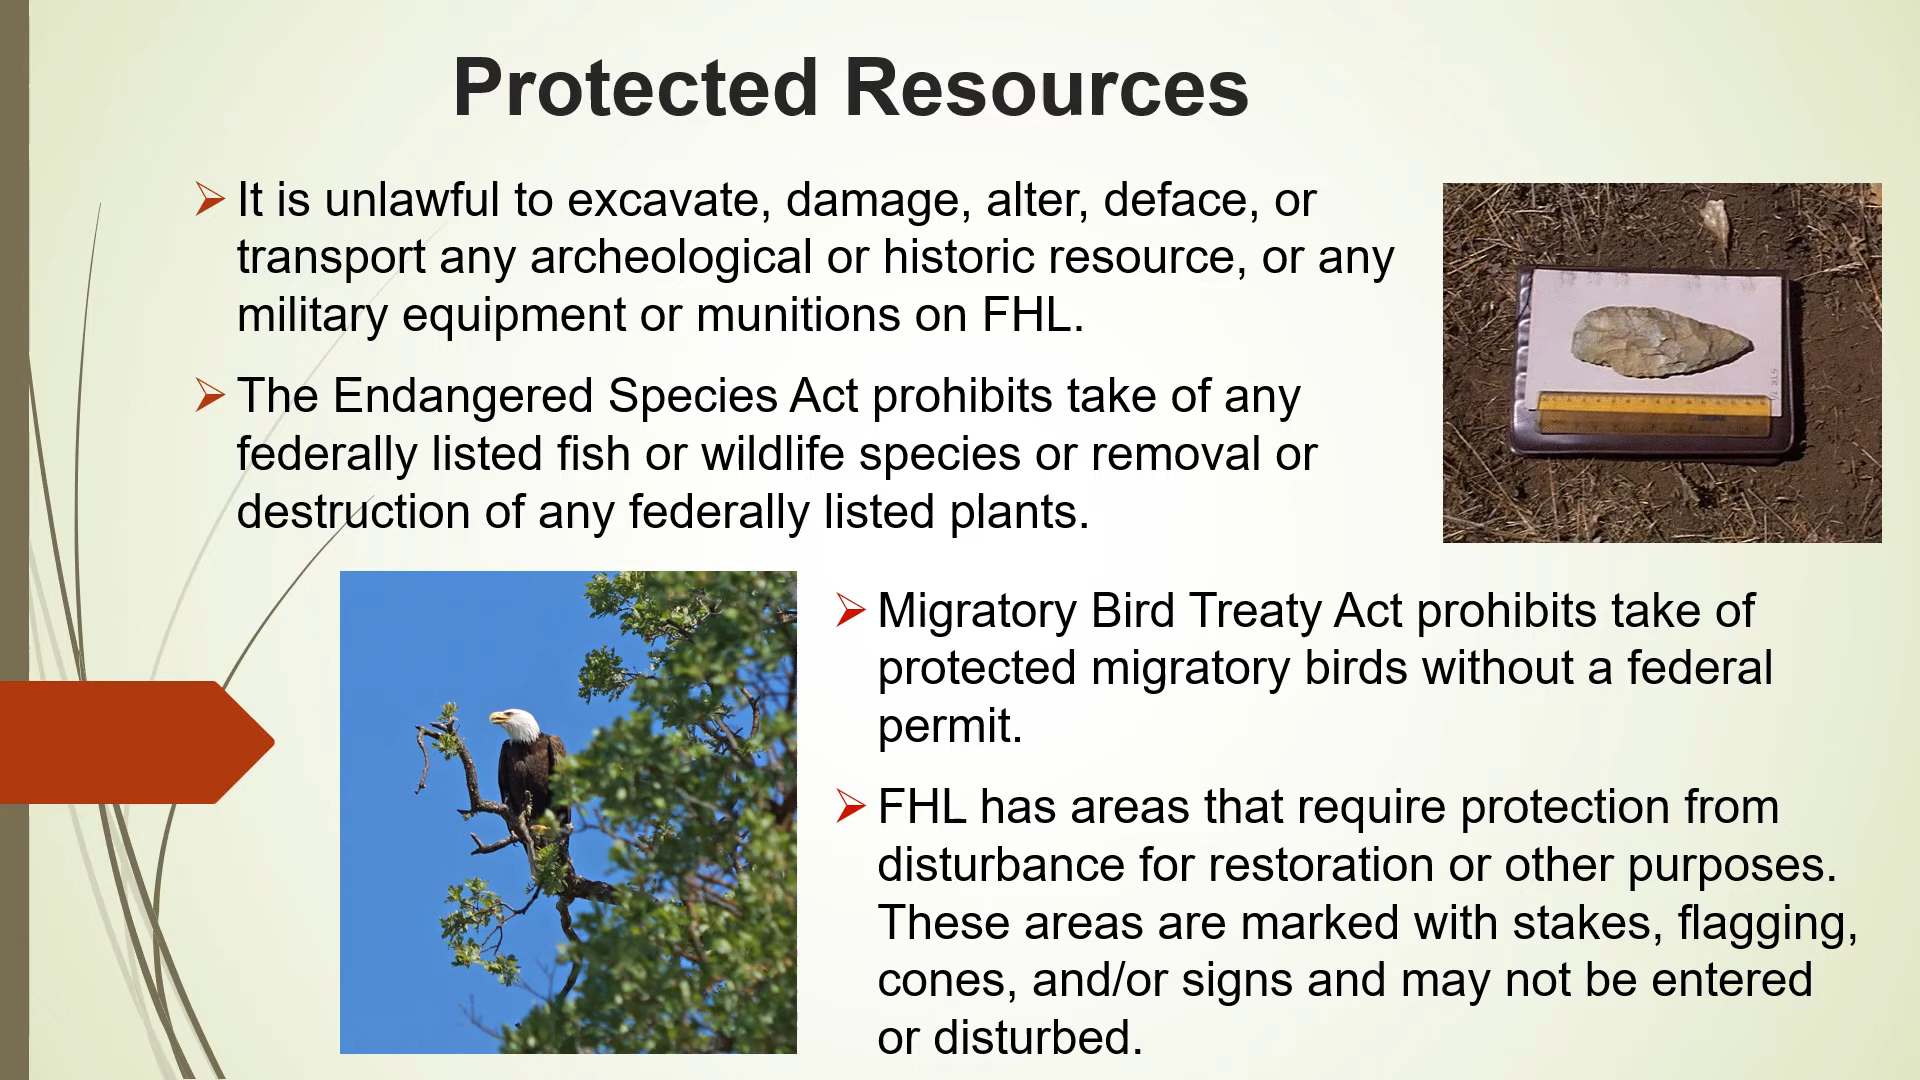 Protected Resources
It is unlawful to excavate, damage, alter, deface, or
transport any archeological or historic resource, or any
military equipment or munitions on FHL.
The Endangered Species Act prohibits take of any
federally listed fish or wildlife species or removal or
destruction of any federally listed plants.
Migratory Bird Treaty Act prohibits take of
protected migratory birds without a federal
permit.
FHL has areas that require protection from
disturbance for restoration or other purposes.
These areas are marked with stakes, flagging,
cones, and/or signs and may not be entered
or disturbed.